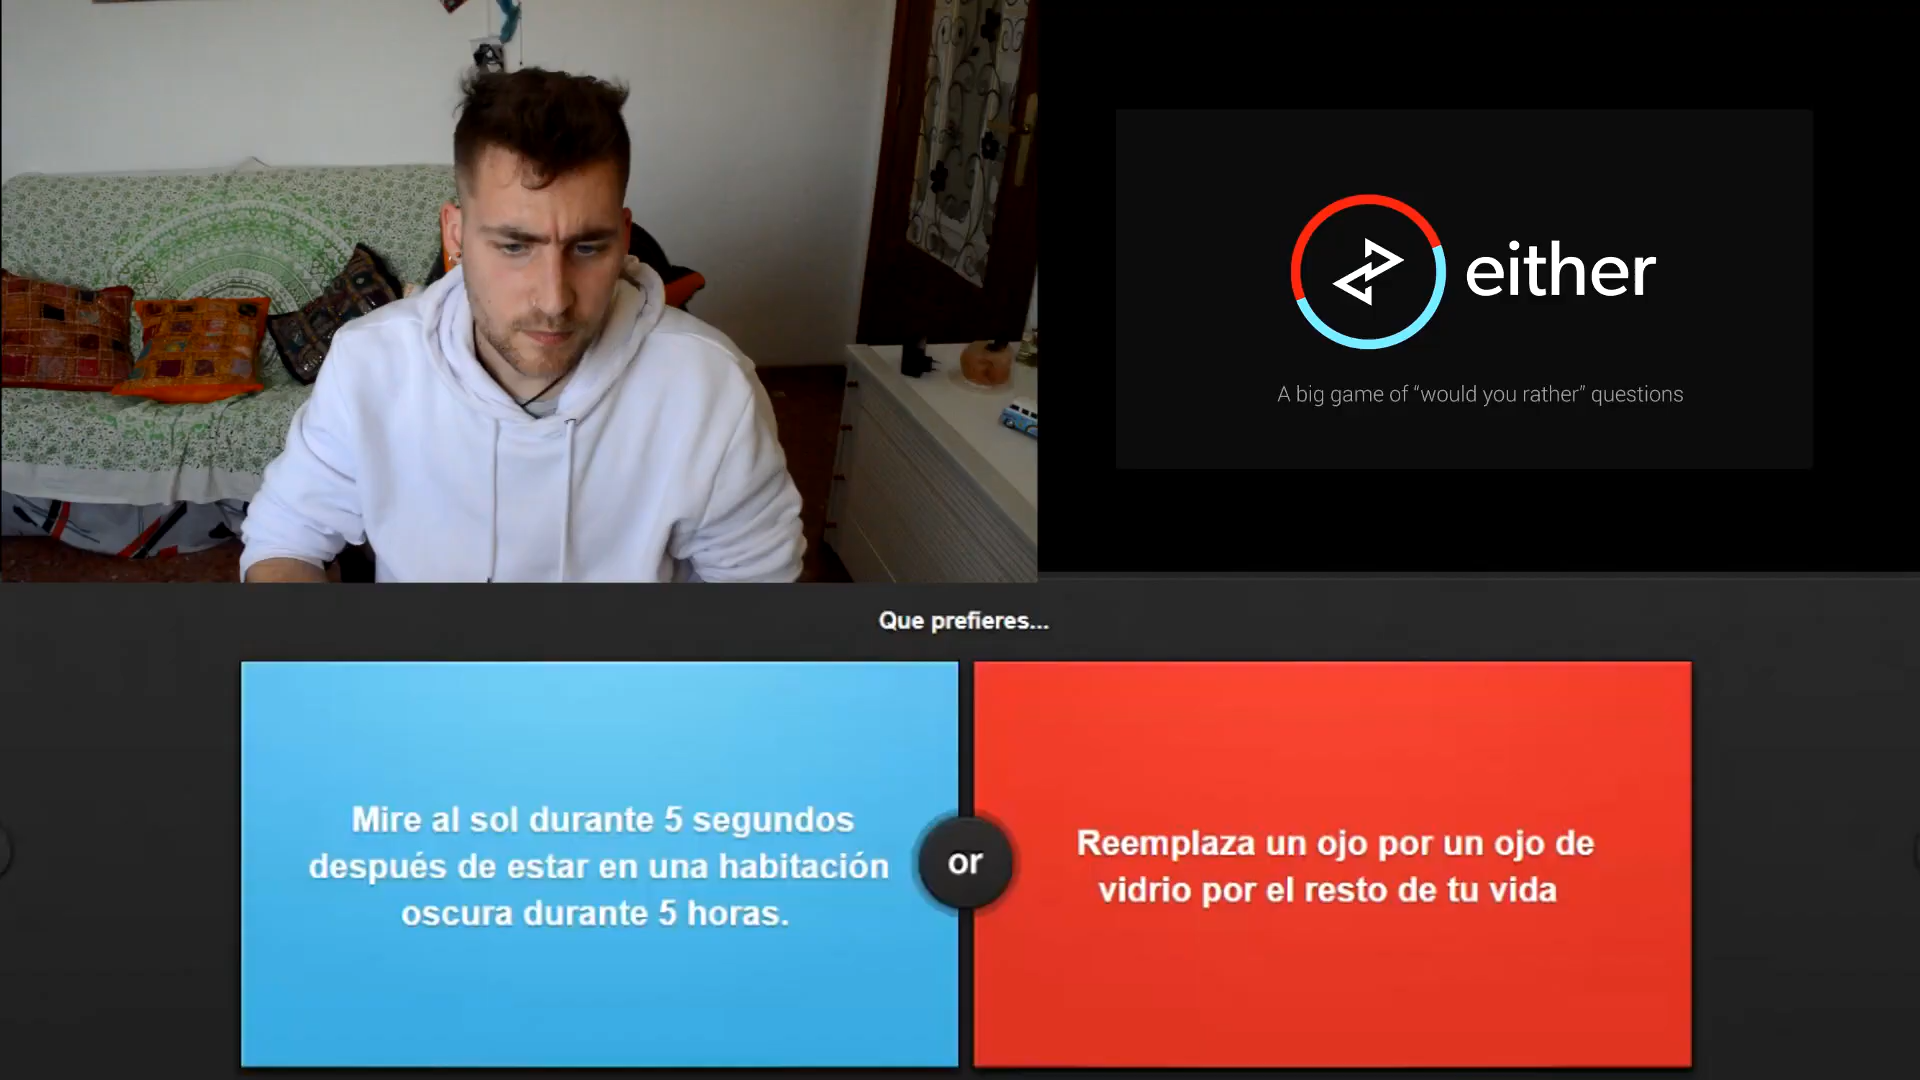 either
A big game of “would you rather” questions
Que prefieres...
Mire al sol durante 5 segundos
después de estar en una habitación
oscura durante 5 horas.
or
Reemplaza un ojo por un ojo de
vidrio por el resto de tu vida